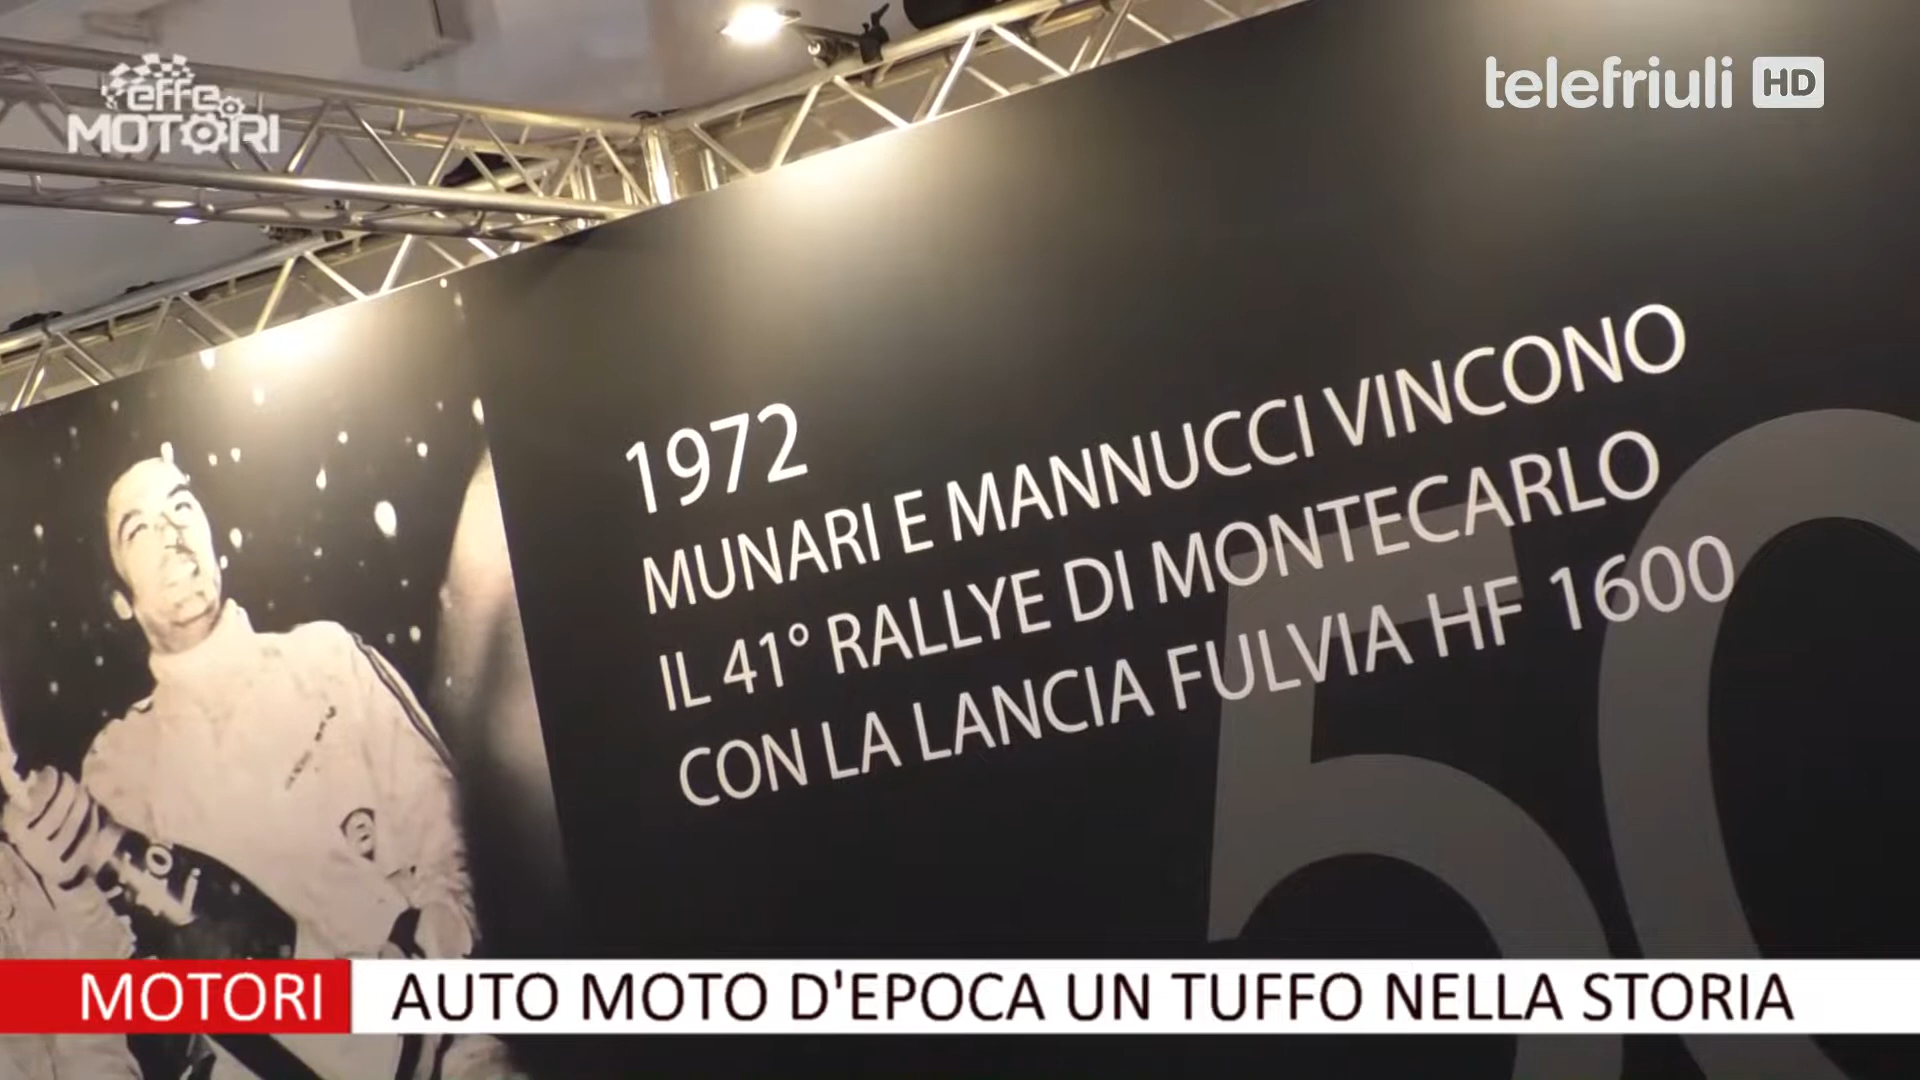 effe
MOTORI
telefriuli HD
1972
MUNARI E MANNUCCI VINCONO
IL 41° RALLYE DI MONTECARLO
CON LA LANCIA FULVIA HF 1600
50
MOTORI
AUTO MOTO D'EPOCA UN TUFFO NELLA STORIA